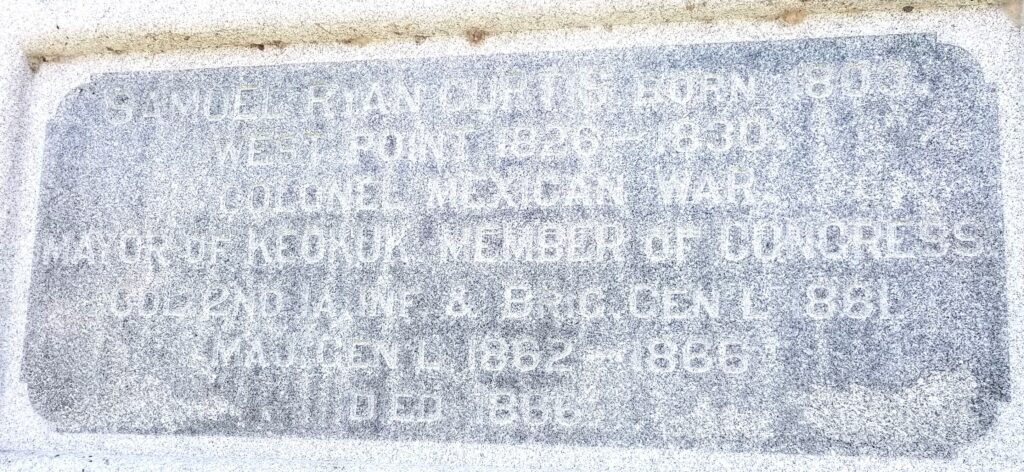 SAMUEL RYAN CURTIS BORN 1803.
WEST POINT 1826–1830.
COLONEL MEXICAN WAR.
MAYOR OF KEOKUK. MEMBER OF CONGRESS
COL. 2ND IA. INF. & BRIG. GEN'L 1861.
MAJ. GEN'L 1862–1866
DIED 1866